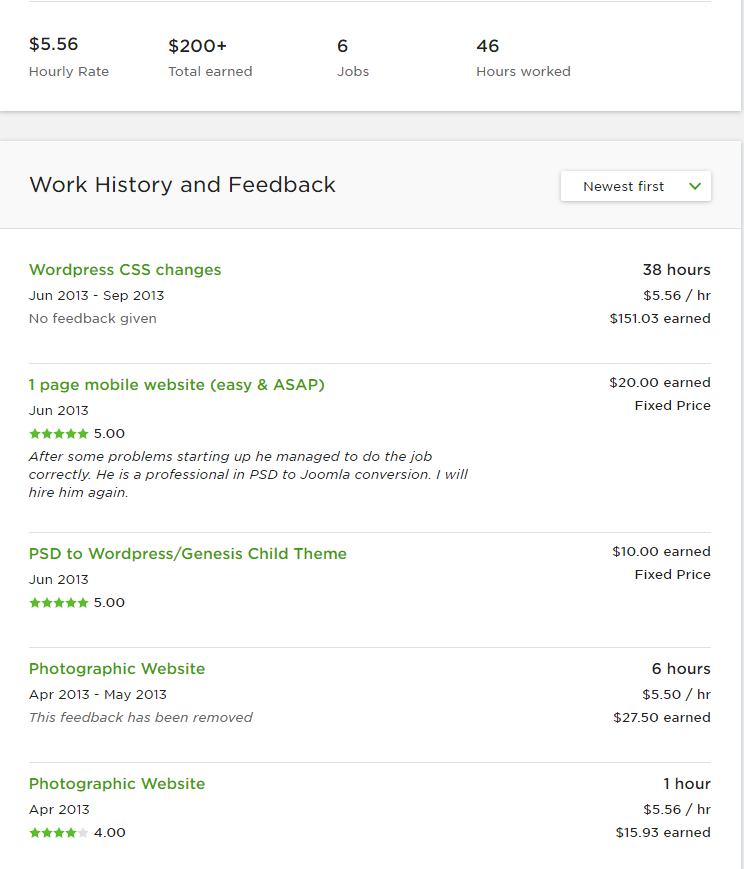 $5.56 $200+ 6 46
Hourly Rate Total earned Jobs Hours worked
Work History and Feedback Newest first
Wordpress CSS changes 38 hours
Jun 2013 - Sep 2013 $5.56 / hr
No feedback given $151.03 earned
1 page mobile website (easy & ASAP) $20.00 earned
Jun 2013 Fixed Price
5.00
After some problems starting up he managed to do the job
correctly. He is a professional in PSD to Joomla conversion. I will
hire him again.
PSD to Wordpress/Genesis Child Theme $10.00 earned
Jun 2013 Fixed Price
5.00
Photographic Website 6 hours
Apr 2013 - May 2013 $5.50 / hr
This feedback has been removed $27.50 earned
Photographic Website 1 hour
Apr 2013 $5.56 / hr
4.00 $15.93 earned